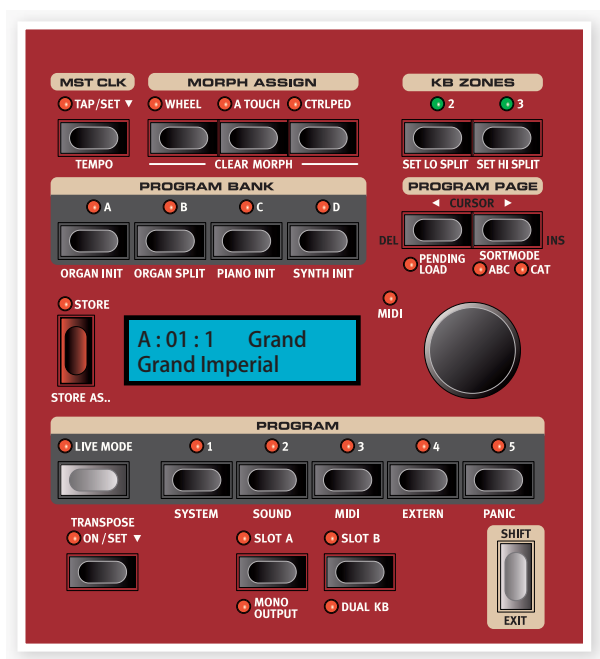 MST CLK MORPH ASSIGN KB ZONES
TAP/SET ▼ WHEEL A TOUCH CTRLPED 2 3
TEMPO CLEAR MORPH SET LO SPLIT SET HI SPLIT
PROGRAM BANK PROGRAM PAGE
A B C D ◄ CURSOR ►
DEL INS
ORGAN INIT ORGAN SPLIT PIANO INIT SYNTH INIT
PENDING LOAD SORTMODE
ABC CAT
STORE MIDI
A : 01 : 1 Grand
Grand Imperial
STORE AS..
PROGRAM
LIVE MODE 1 2 3 4 5
SYSTEM SOUND MIDI EXTERN PANIC
TRANSPOSE
ON/SET ▼ SLOT A SLOT B SHIFT
MONO
OUTPUT DUAL KB EXIT